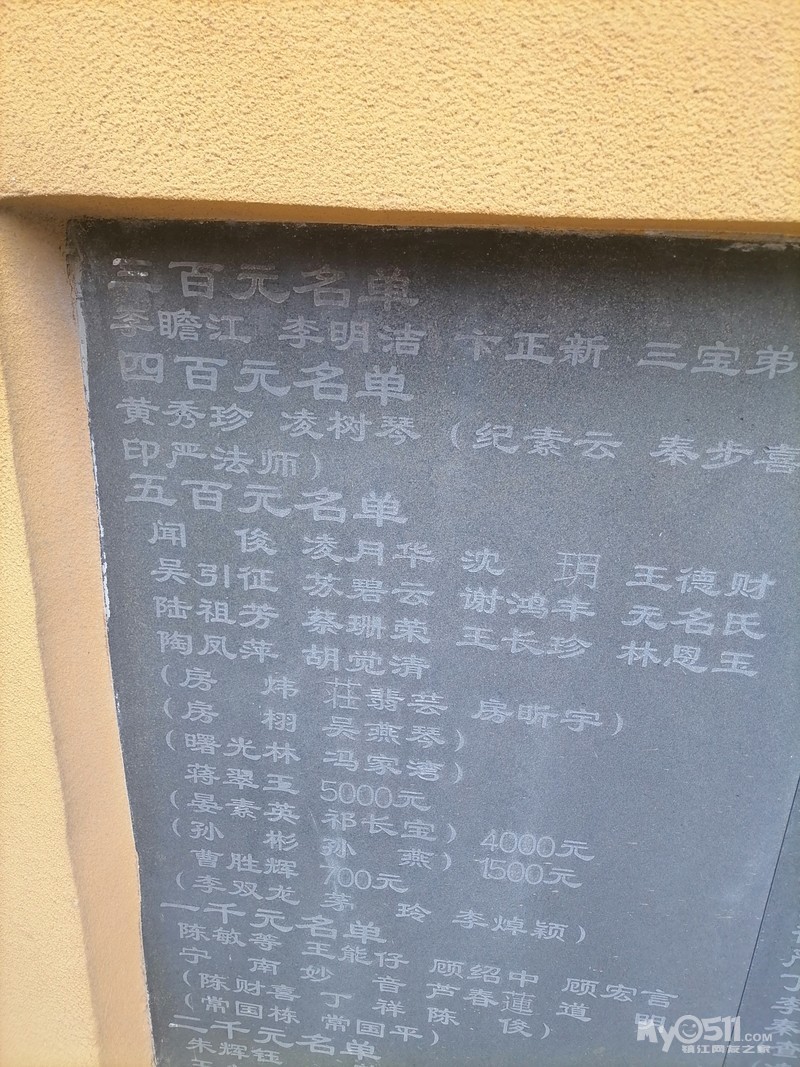 三百元名单
李瞻江 李明洁 卞正新 三宝弟
四百元名单
黄秀珍 凌树琴 (纪素云 秦步喜
印严法师)
五百元名单
闻 俊 凌月华 沈 玥 王德财
吴引征 苏碧云 谢鸿丰 无名氏
陆祖芳 蔡珊荣 王长珍 林恩玉
陶凤萍 胡觉清
(房 炜 荘翡芸 房昕宇)
(房 栩 吴燕琴)
(曙光林 冯家湾)
蒋翠玉 5000元
(晏素英 祁长宝) 4000元
(孙 彬 孙 燕) 1500元
曹胜辉 700元
(李双龙 茅 玲 李焯颖)
一千元名单
陈敏等 王能仔 顾绍中 顾宏言
宁 南 妙 音 芦春莲 道 明
(陈财喜 丁 祥 陈 俊)
(常国栋 常国平)
二千元名单
朱辉钰
My0511.COM
镇江网友之家